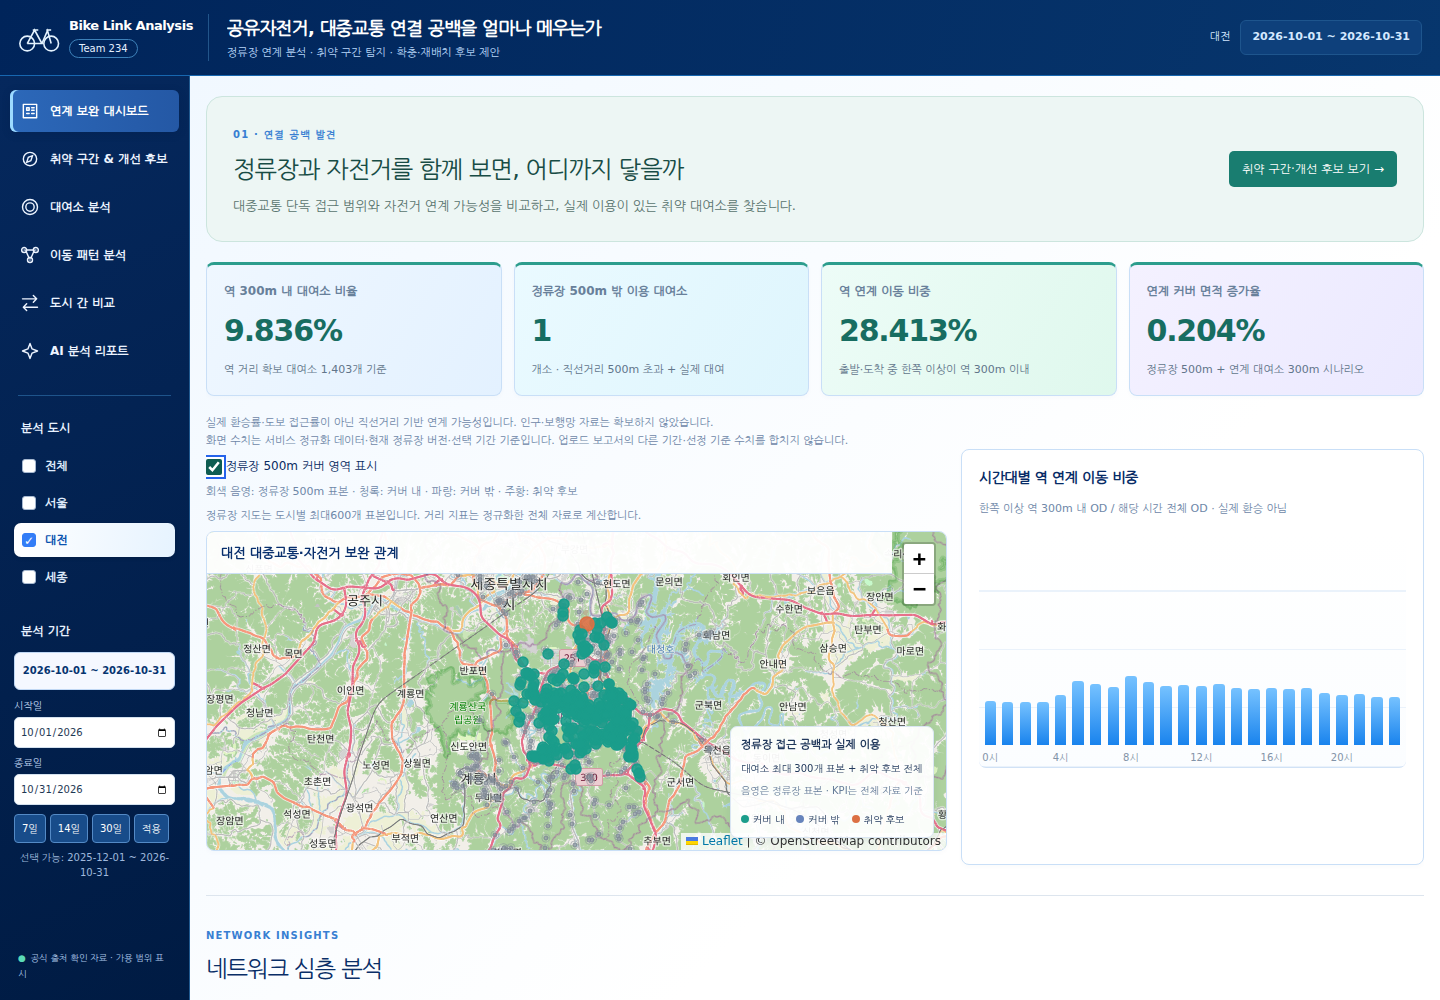 Bike Link Analysis
Team 234
공유자전거, 대중교통 연결 공백을 얼마나 메우는가
정류장 연계 분석 · 취약 구간 탐지 · 확충·재배치 후보 제안
대전
2026-10-01 ~ 2026-10-31
연계 보완 대시보드
취약 구간 & 개선 후보
대여소 분석
이동 패턴 분석
도시 간 비교
AI 분석 리포트
분석 도시
전체
서울
대전
세종
분석 기간
2026-10-01 ~ 2026-10-31
시작일
10/01/2026
종료일
10/31/2026
7일
14일
30일
적용
선택 가능: 2025-12-01 ~ 2026-
10-31
공식 출처 확인 자료 · 가용 범위 표
시
01 · 연결 공백 발견
정류장과 자전거를 함께 보면, 어디까지 닿을까
대중교통 단독 접근 범위와 자전거 연계 가능성을 비교하고, 실제 이용이 있는 취약 대여소를 찾습니다.
취약 구간·개선 후보 보기 →
역 300m 내 대여소 비율
9.836%
역 거리 확보 대여소 1,403개 기준
정류장 500m 밖 이용 대여소
1
개소 · 직선거리 500m 초과 + 실제 대여
역 연계 이동 비중
28.413%
출발·도착 중 한쪽 이상이 역 300m 이내
연계 커버 면적 증가율
0.204%
정류장 500m + 연계 대여소 300m 시나리오
실제 환승률·도보 접근률이 아닌 직선거리 기반 연계 가능성입니다. 인구·보행망 자료는 확보하지 않았습니다.
화면 수치는 서비스 정규화 데이터·현재 정류장 버전·선택 기간 기준입니다. 업로드 보고서의 다른 기간·선정 기준 수치를 합치지 않습니다.
정류장 500m 커버 영역 표시
회색 음영: 정류장 500m 표본 · 청록: 커버 내 · 파랑: 커버 밖 · 주황: 취약 후보
정류장 지도는 도시별 최대600개 표본입니다. 거리 지표는 정규화한 전체 자료로 계산합니다.
대전 대중교통·자전거 보완 관계
+
−
세종특별자치
시
현도면
문의면
회인면
보은읍
장안면
공주시
수한면
탄부면
회남면
대청호
삼승면
마로면
정산면
목면
반포면
안내면
이인면
계룡면
장평면
청남면
계룡산국
립공원
군북면
안남면
청산면
탄천면
신도안면
노성면
상월면
초촌면
계룡시
두마면
군서면
광석면
석성면
연산면
장암면
성동면
부적면
추부면
정류장 접근 공백과 실제 이용
대여소 최대 300개 표본 + 취약 후보 전체
음영은 정류장 표본 · KPI는 전체 자료 기준
커버 내
커버 밖
취약 후보
Leaflet | © OpenStreetMap contributors
시간대별 역 연계 이동 비중
한쪽 이상 역 300m 내 OD / 해당 시간 전체 OD · 실제 환승 아님
0시
4시
8시
12시
16시
20시
NETWORK INSIGHTS
네트워크 심층 분석